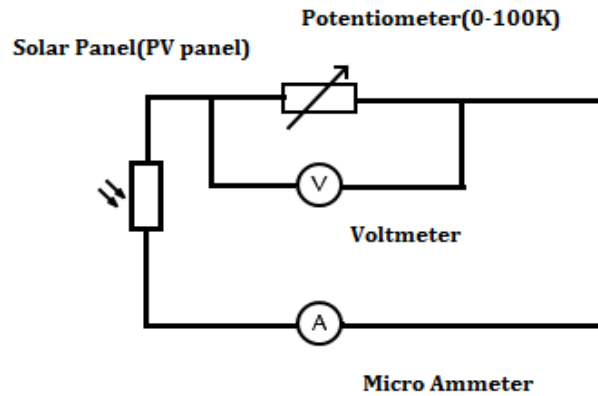 Potentiometer(0-100K)
Solar Panel(PV panel)
V
Voltmeter
A
Micro Ammeter